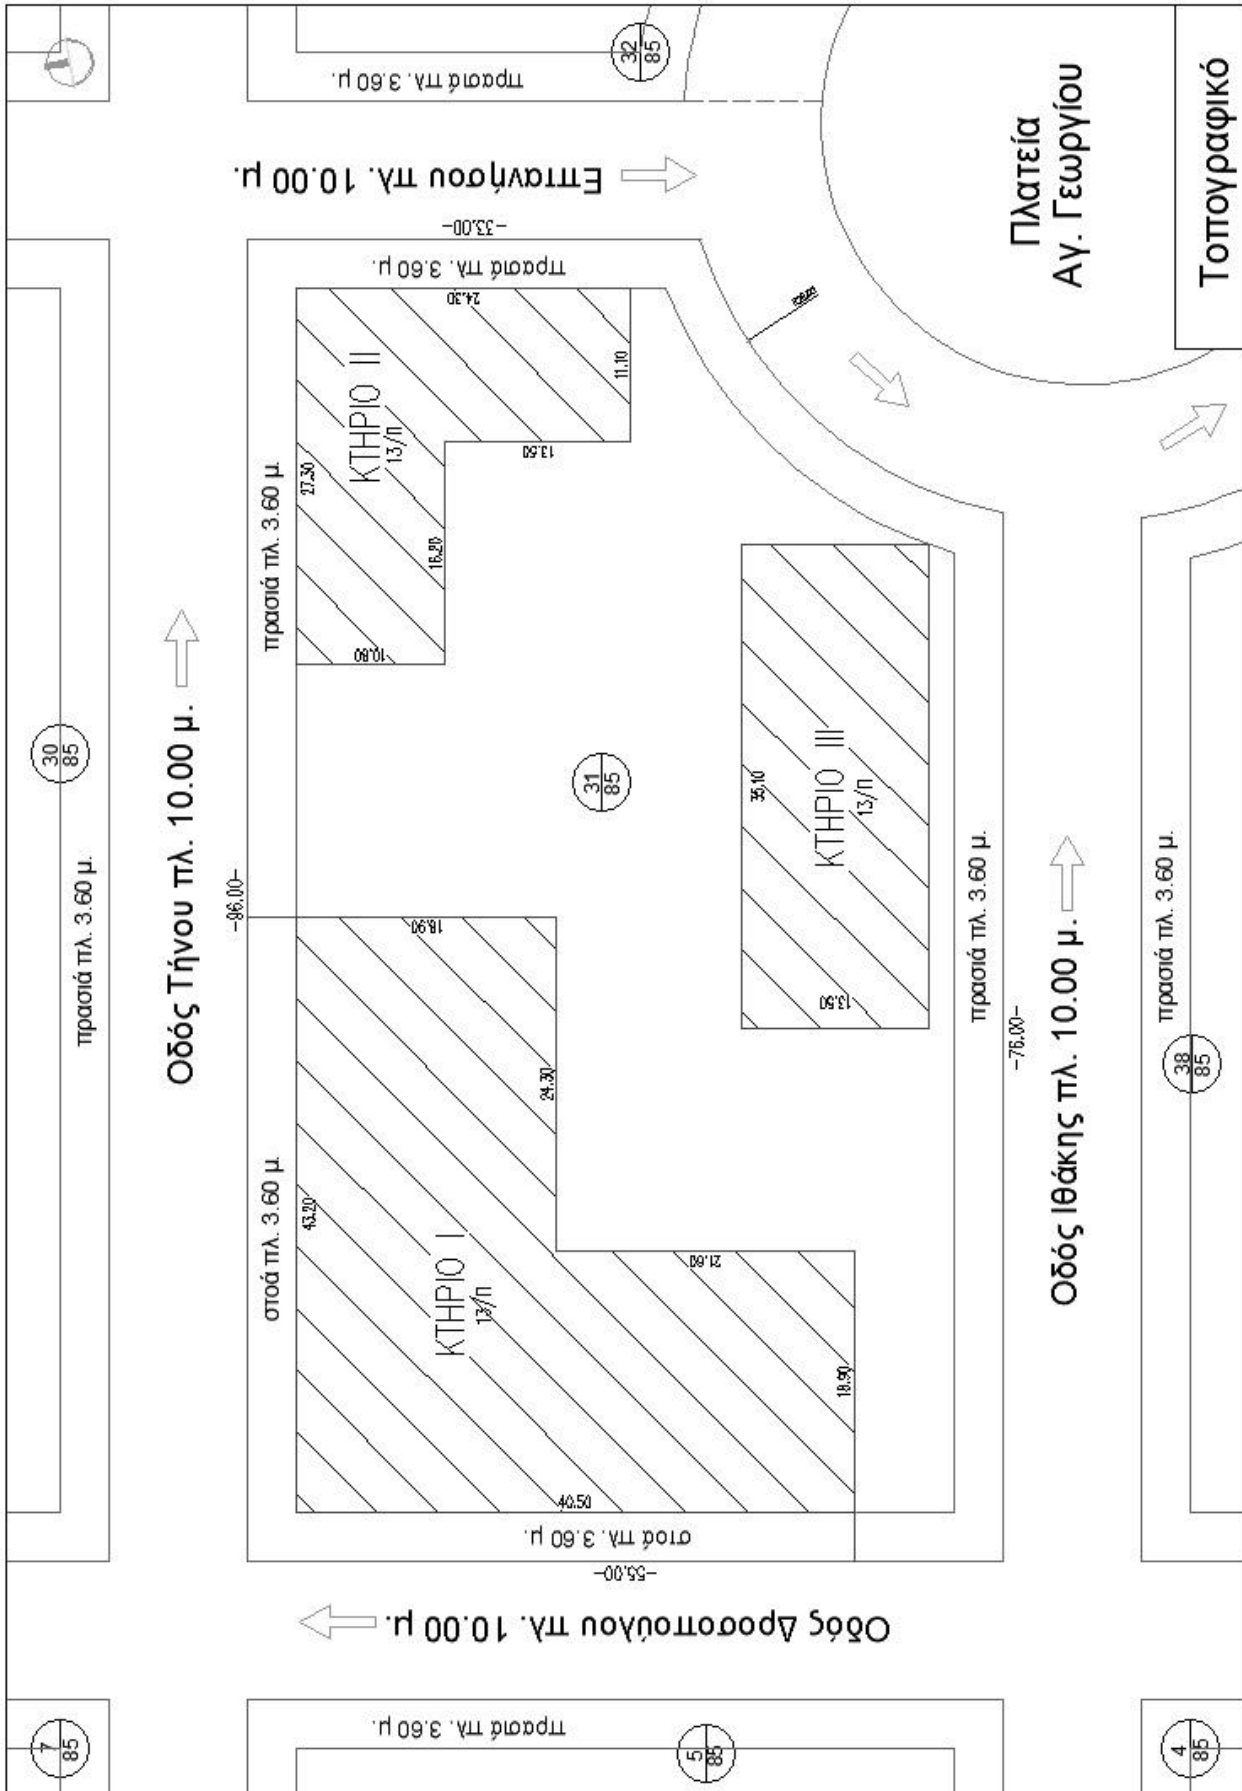 30
85
7
85
32
85
πρασιά πλ. 3.60 μ.
Οδός Τήνου πλ. 10.00 μ.
-96.00-
στοά πλ. 3.60 μ.
πρασιά πλ. 3.60 μ.
πρασιά πλ. 3.60 μ.
Επτανήσου πλ. 10.00 μ.
-33.00-
πρασιά πλ. 3.60 μ.
43.20
27.30
ΚΤΗΡΙΟ Ι
13/π
18.90
24.30
21.60
18.90
40.50
ΚΤΗΡΙΟ ΙΙ
13/π
24.30
11.10
13.50
16.20
10.80
31
85
35.10
ΚΤΗΡΙΟ ΙΙΙ
13/π
13.50
στοά πλ. 3.60 μ.
-55.00-
Οδός Δροσοπούλου πλ. 10.00 μ.
πρασιά πλ. 3.60 μ.
5
85
πρασιά πλ. 3.60 μ.
-76.00-
Οδός Ιθάκης πλ. 10.00 μ.
πρασιά πλ. 3.60 μ.
38
85
4
85
Πλατεία
Αγ. Γεωργίου
Τοπογραφικό